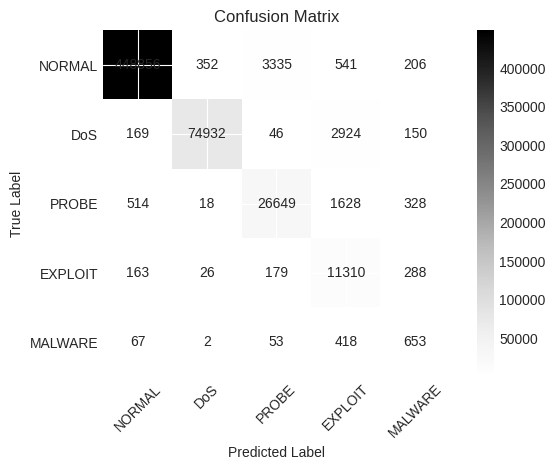 Confusion Matrix
NORMAL 352 3335 541 206
DoS 169 74932 46 2924 150
PROBE 514 18 26649 1628 328
EXPLOIT 163 26 179 11310 288
MALWARE 67 2 53 418 653
True Label
NORMAL DoS PROBE EXPLOIT MALWARE
Predicted Label
400000
350000
300000
250000
200000
150000
100000
50000